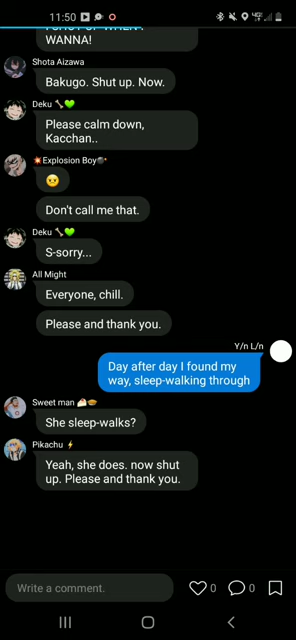 11:50
WANNA!
Shota Aizawa
Bakugo. Shut up. Now.
Deku 🦴💚
Please calm down,
Kacchan..
💥Explosion Boy💣
😠
Don't call me that.
Deku 🦴💚
S-sorry...
All Might
Everyone, chill.
Please and thank you.
Y/n L/n
Day after day I found my
way, sleep-walking through
Sweet man 🍰🥧
She sleep-walks?
Pikachu ⚡
Yeah, she does. now shut
up. Please and thank you.
Write a comment.
0
0